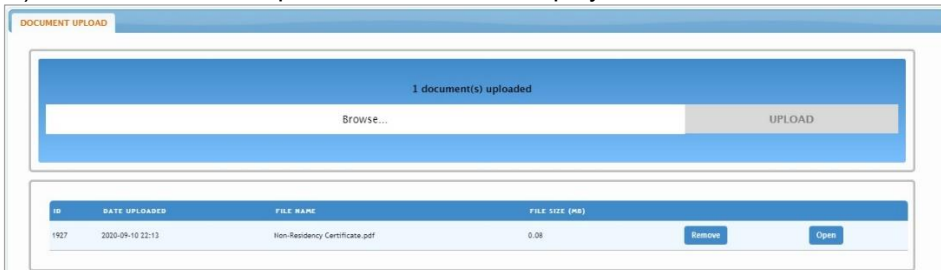 DOCUMENT UPLOAD
1 document(s) uploaded
Browse...
UPLOAD
ID DATE UPLOADED FILE NAME FILE SIZE (MB)
1927 2020-09-10 22:13 Non-Residency Certificate.pdf 0.08 Remove Open